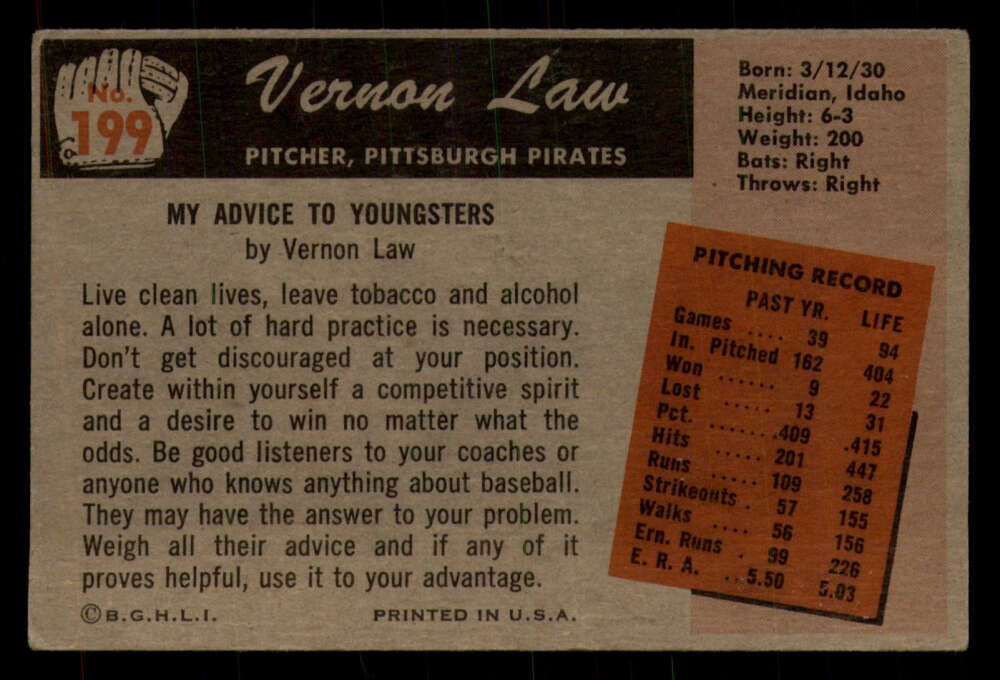 No.
199
Vernon Law
PITCHER, PITTSBURGH PIRATES
Born: 3/12/30
Meridian, Idaho
Height: 6-3
Weight: 200
Bats: Right
Throws: Right
MY ADVICE TO YOUNGSTERS
by Vernon Law
Live clean lives, leave tobacco and alcohol
alone. A lot of hard practice is necessary.
Don't get discouraged at your position.
Create within yourself a competitive spirit
and a desire to win no matter what the
odds. Be good listeners to your coaches or
anyone who knows anything about baseball.
They may have the answer to your problem.
Weigh all their advice and if any of it
proves helpful, use it to your advantage.
©B.G.H.L.I. PRINTED IN U.S.A.
PITCHING RECORD
PAST YR. LIFE
Games .... 39 94
In. Pitched 162 404
Won ...... 9 22
Lost ..... 13 31
Pct. .......409 .415
Hits ..... 201 447
Runs ..... 109 258
Strikeouts . 57 155
Walks .... 56 156
Ern. Runs . 99 226
E. R. A. ..5.50 5.03